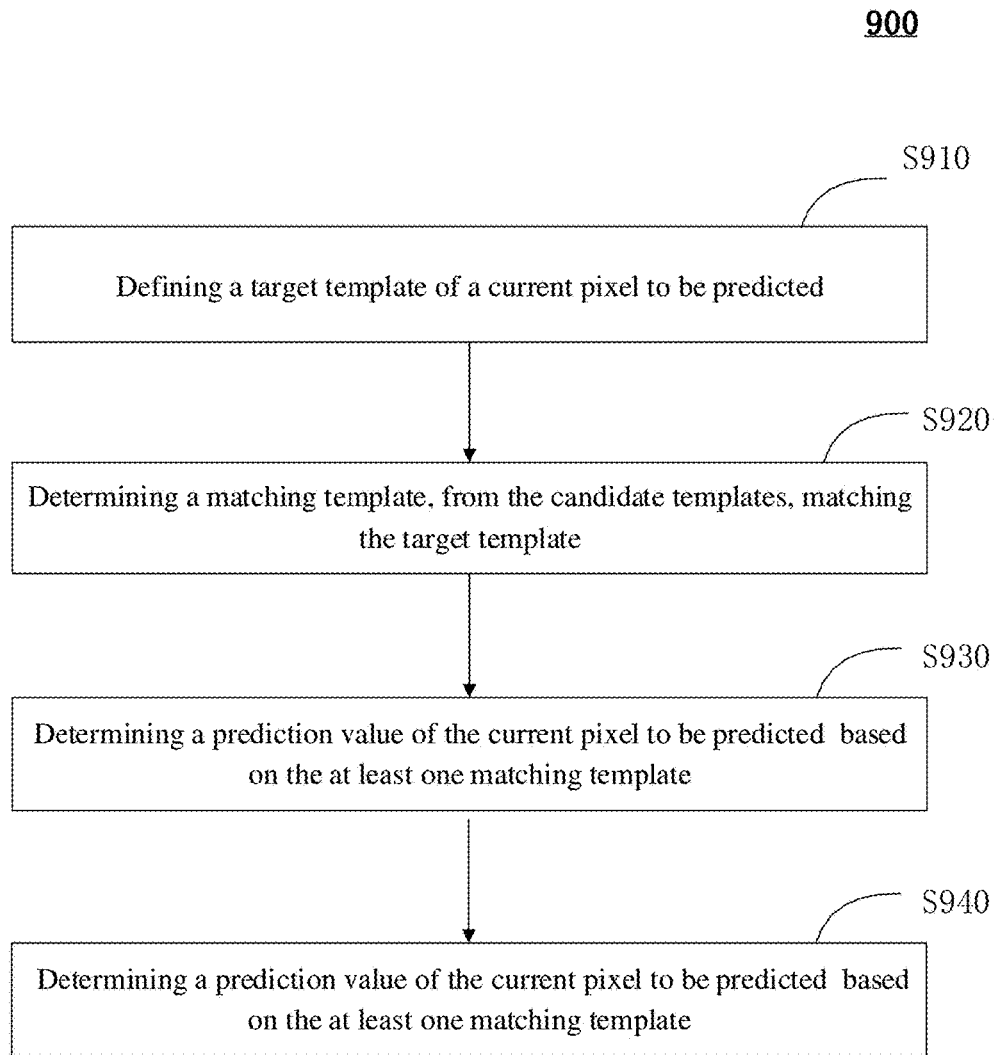 900
S910
Defining a target template of a current pixel to be predicted
S920
Determining a matching template, from the candidate templates, matching
the target template
S930
Determining a prediction value of the current pixel to be predicted based
on the at least one matching template
S940
Determining a prediction value of the current pixel to be predicted based
on the at least one matching template